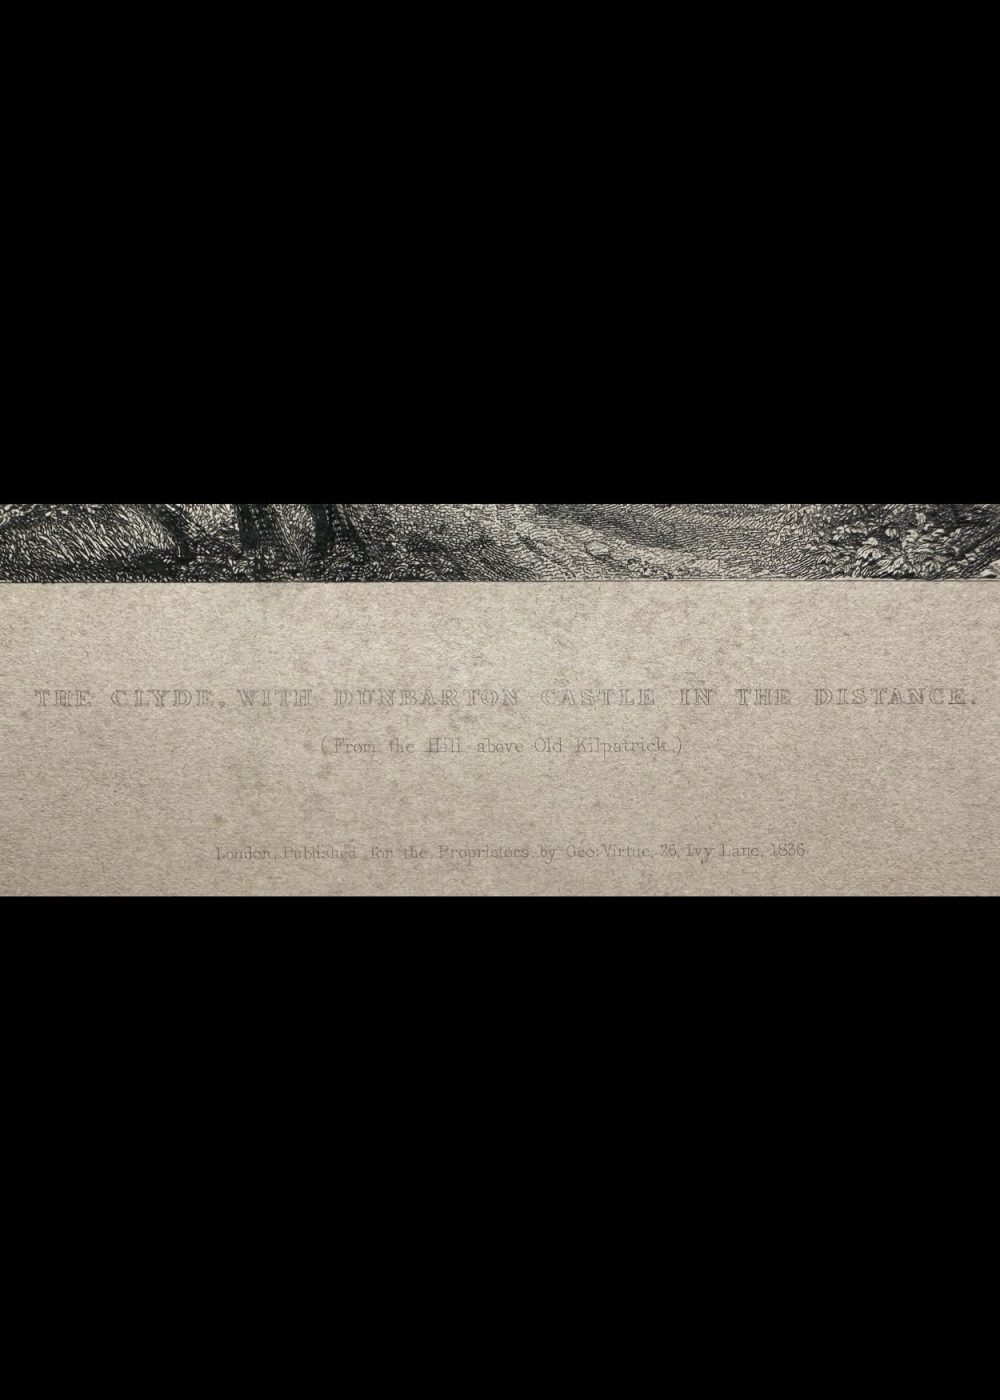 THE CLYDE, WITH DUNBARTON CASTLE IN THE DISTANCE.
(From the Hill above Old Kilpatrick.)
London, Published for the Proprietors, by Geo: Virtue, 26, Ivy Lane, 1836